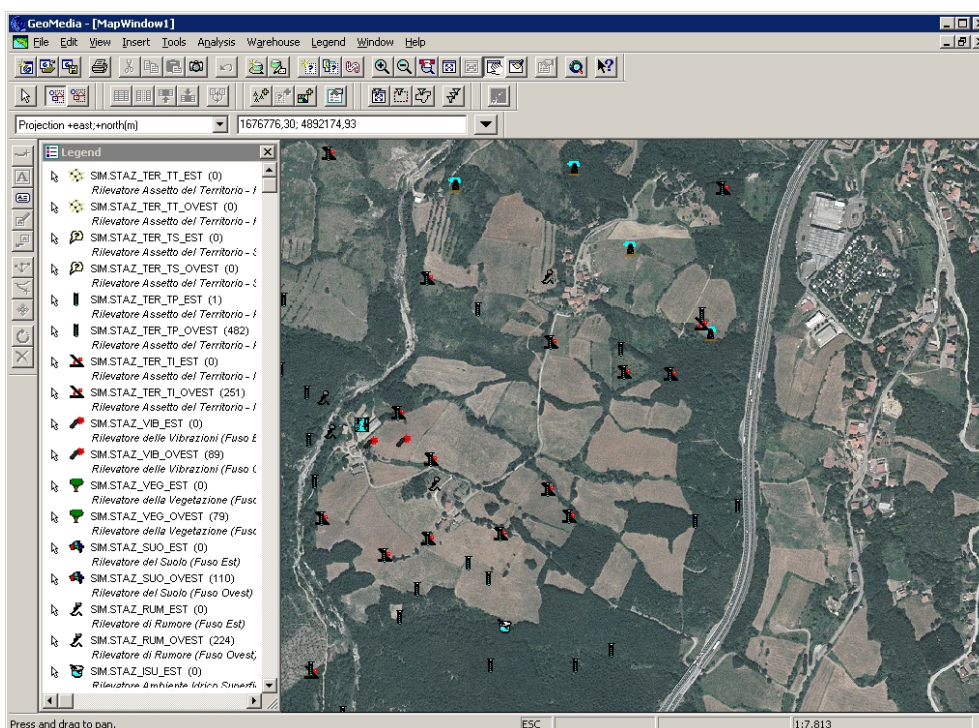 GeoMedia - [MapWindow1]
File Edit View Insert Tools Analysis Warehouse Legend Window Help
Projection +east;+north(m) 1676776,30; 4892174,93
Legend
SIM.STAZ_TER_TT_EST (0)
Rilevatore Assetto del Territorio -
SIM.STAZ_TER_TT_OVEST (0)
Rilevatore Assetto del Territorio -
SIM.STAZ_TER_TS_EST (0)
Rilevatore Assetto del Territorio - S
SIM.STAZ_TER_TS_OVEST (0)
Rilevatore Assetto del Territorio - S
SIM.STAZ_TER_TP_EST (1)
Rilevatore Assetto del Territorio -
SIM.STAZ_TER_TP_OVEST (482)
Rilevatore Assetto del Territorio -
SIM.STAZ_TER_TI_EST (0)
Rilevatore Assetto del Territorio -
SIM.STAZ_TER_TI_OVEST (251)
Rilevatore Assetto del Territorio -
SIM.STAZ_VIB_EST (0)
Rilevatore delle Vibrazioni (Fuso E
SIM.STAZ_VIB_OVEST (89)
Rilevatore delle Vibrazioni (Fuso
SIM.STAZ_VEG_EST (0)
Rilevatore della Vegetazione (Fuso
SIM.STAZ_VEG_OVEST (79)
Rilevatore della Vegetazione (Fuso
SIM.STAZ_SUO_EST (0)
Rilevatore del Suolo (Fuso Est)
SIM.STAZ_SUO_OVEST (110)
Rilevatore del Suolo (Fuso Ovest)
SIM.STAZ_RUM_EST (0)
Rilevatore di Rumore (Fuso Est)
SIM.STAZ_RUM_OVEST (224)
Rilevatore di Rumore (Fuso Ovest)
SIM.STAZ_ISU_EST (0)
Rilevatore Ambiente Idrico Superfi
Press and drag to pan. ESC 1:7.813